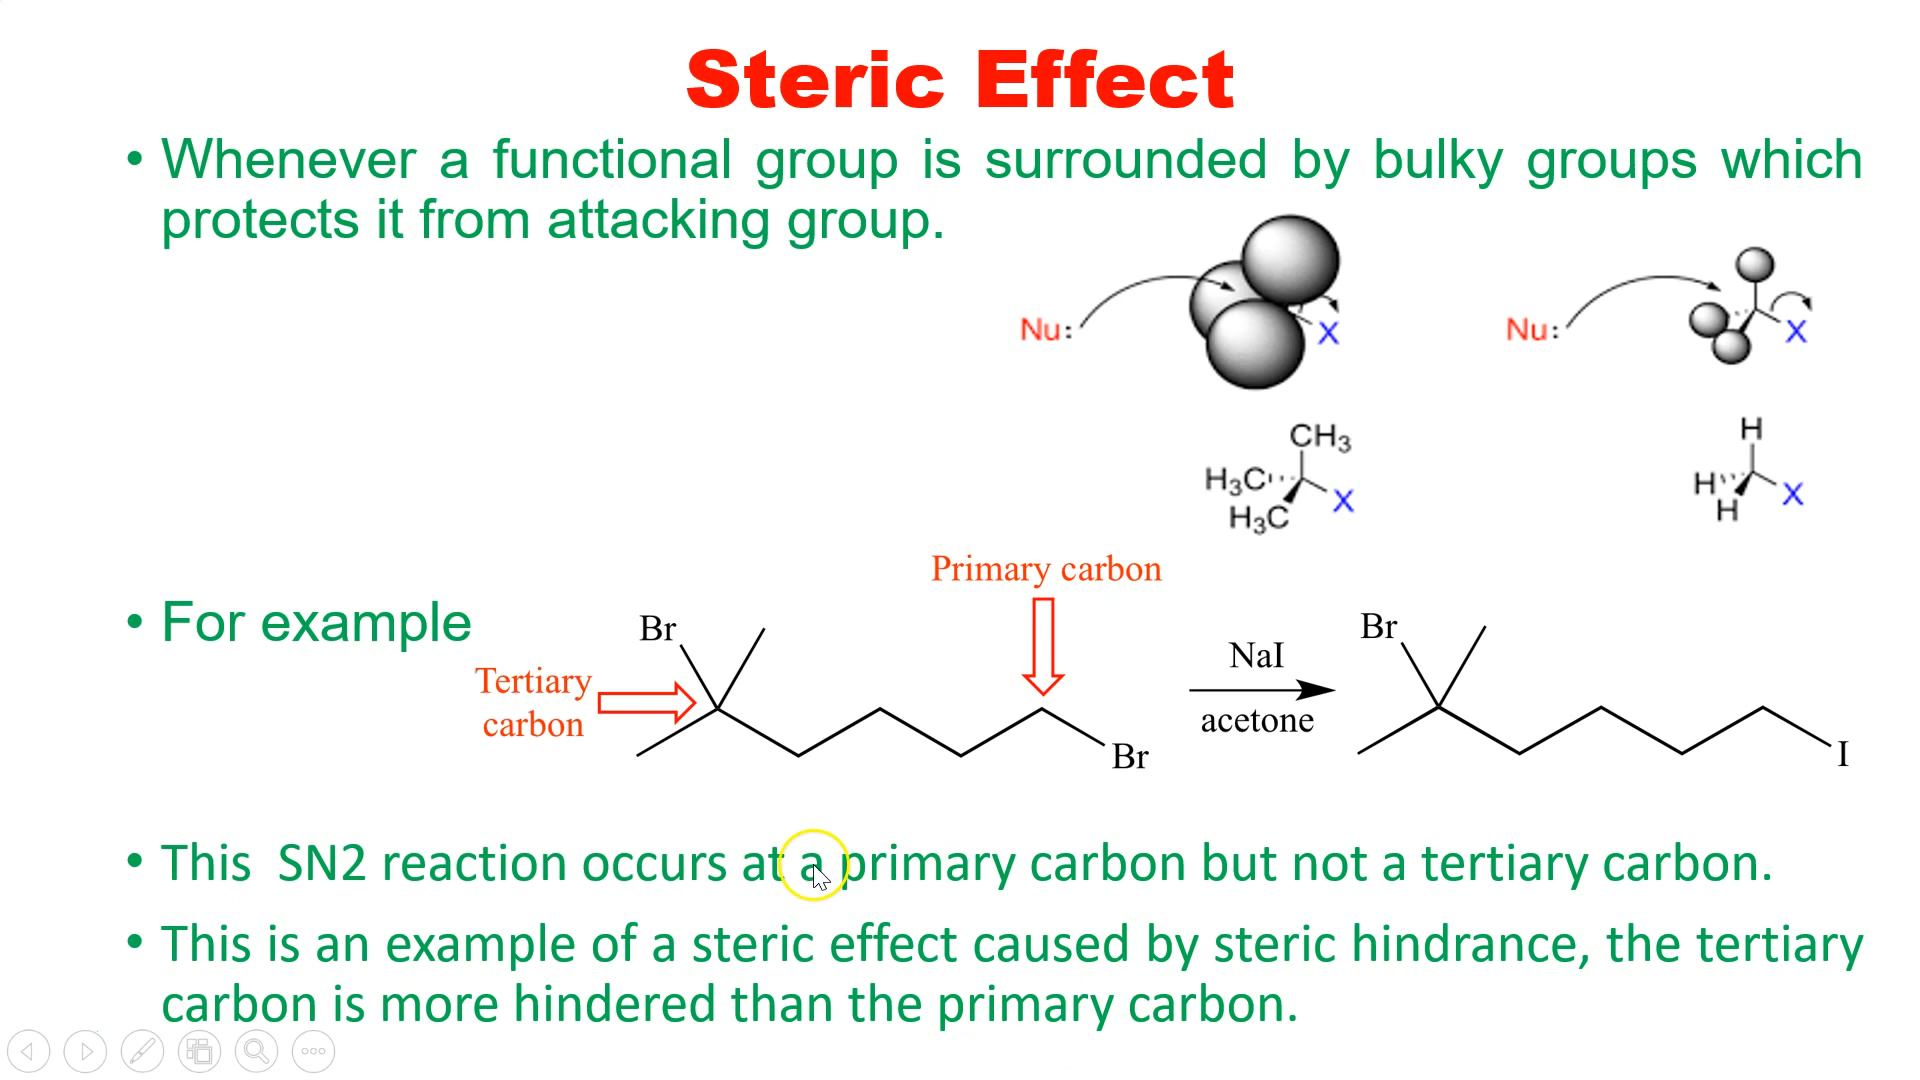 Steric Effect
• Whenever a functional group is surrounded by bulky groups which
protects it from attacking group.
Nu:
X
Nu:
X
CH3
H3C
H3C
X
H
H
H
X
Primary carbon
• For example
Br
Tertiary
carbon
Br
NaI
acetone
Br
I
• This SN2 reaction occurs at a primary carbon but not a tertiary carbon.
• This is an example of a steric effect caused by steric hindrance, the tertiary
carbon is more hindered than the primary carbon.